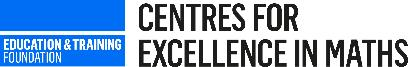 EDUCATION & TRAINING
FOUNDATION
CENTRES FOR
EXCELLENCE IN MATHS